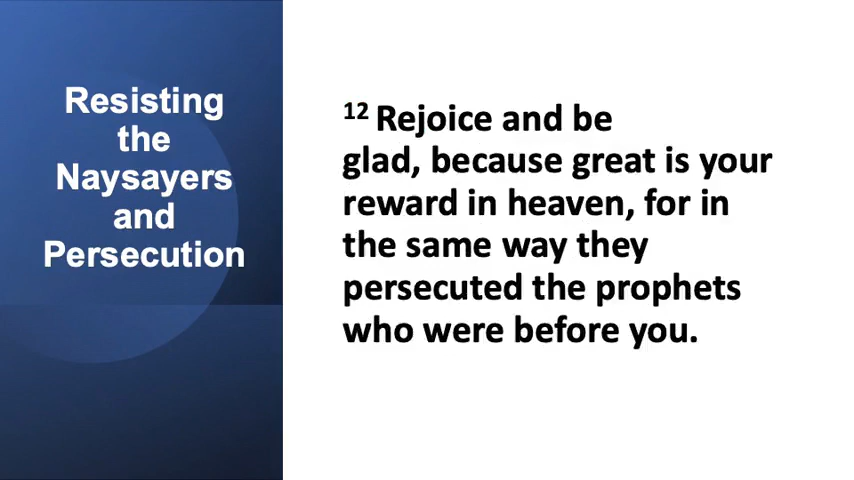 Resisting
the
Naysayers
and
Persecution
12 Rejoice and be
glad, because great is your
reward in heaven, for in
the same way they
persecuted the prophets
who were before you.